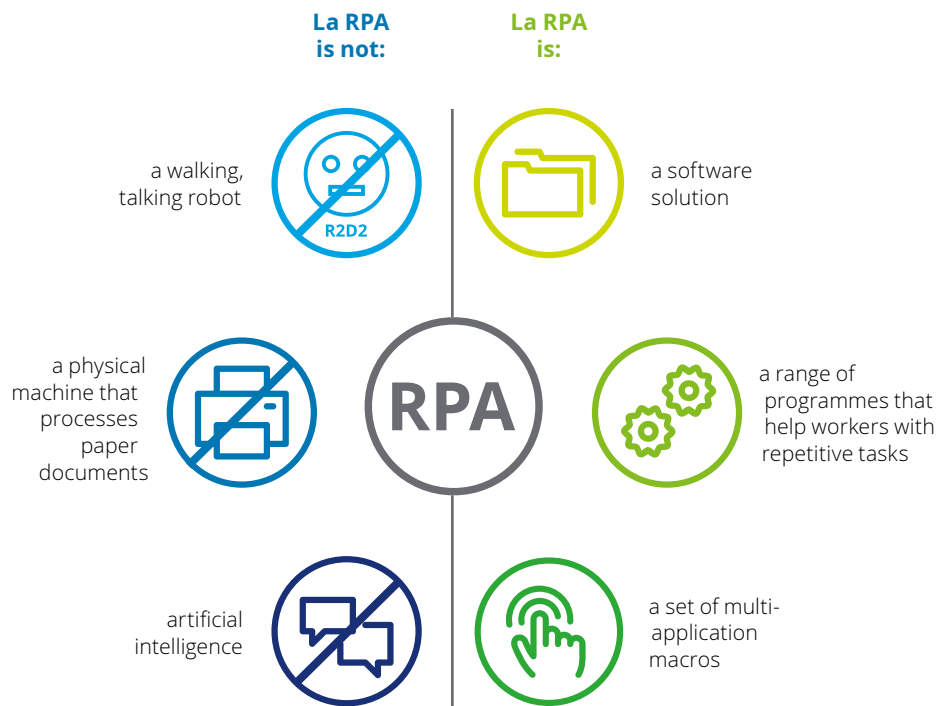 La RPA
is not:
La RPA
is:
a walking,
talking robot
R2D2
a software
solution
a physical
machine that
processes
paper
documents
RPA
a range of
programmes that
help workers with
repetitive tasks
artificial
intelligence
a set of multi-
application
macros